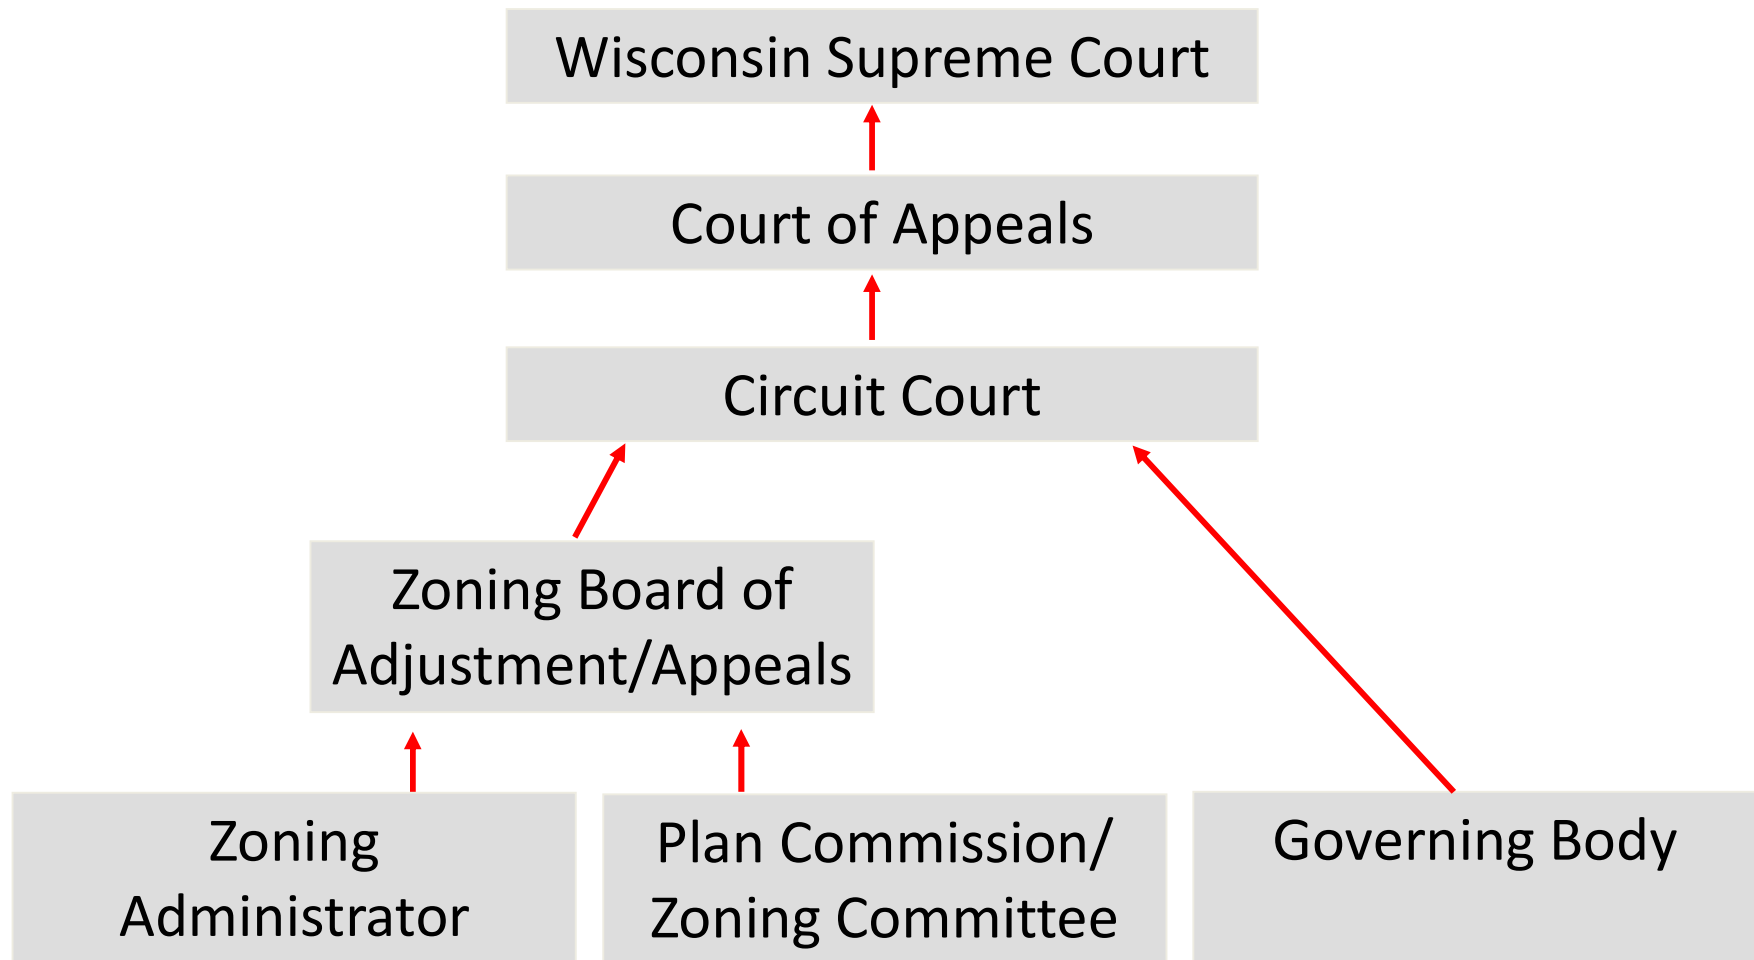 Wisconsin Supreme Court
Court of Appeals
Circuit Court
Zoning Board of
Adjustment/Appeals
Zoning
Administrator
Plan Commission/
Zoning Committee
Governing Body